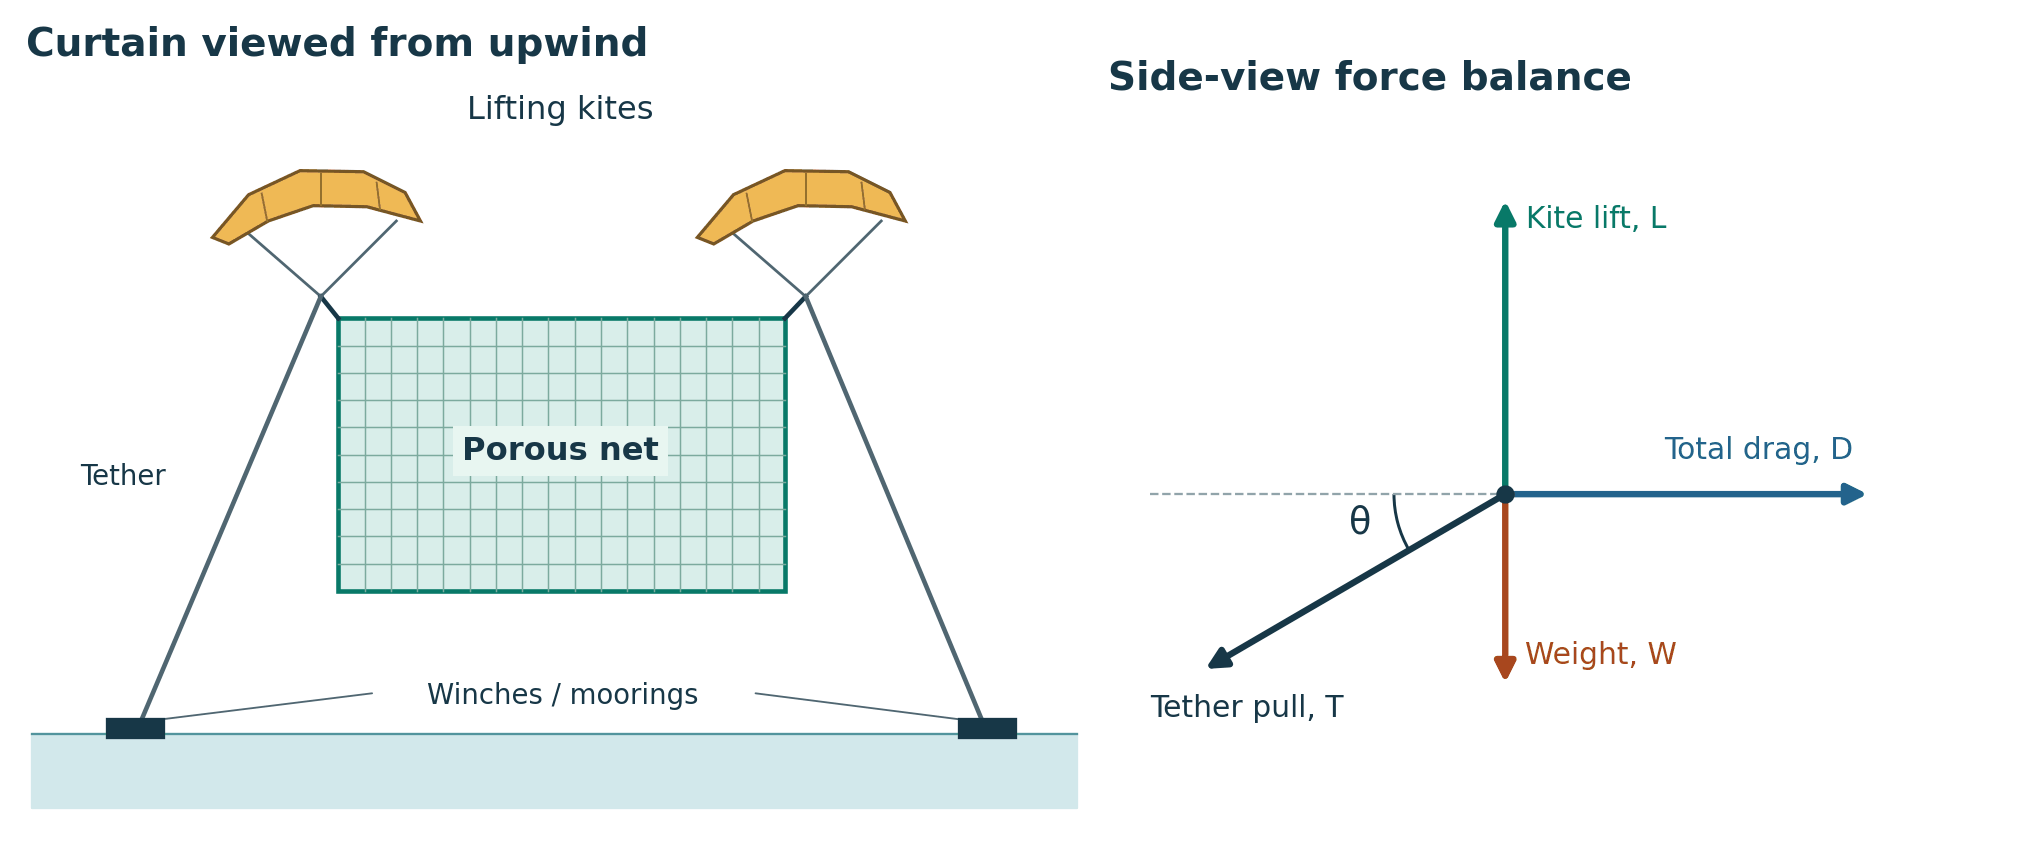 Curtain viewed from upwind
Lifting kites
Porous net
Tether
Winches / moorings
Side-view force balance
Kite lift, L
Total drag, D
θ
Weight, W
Tether pull, T